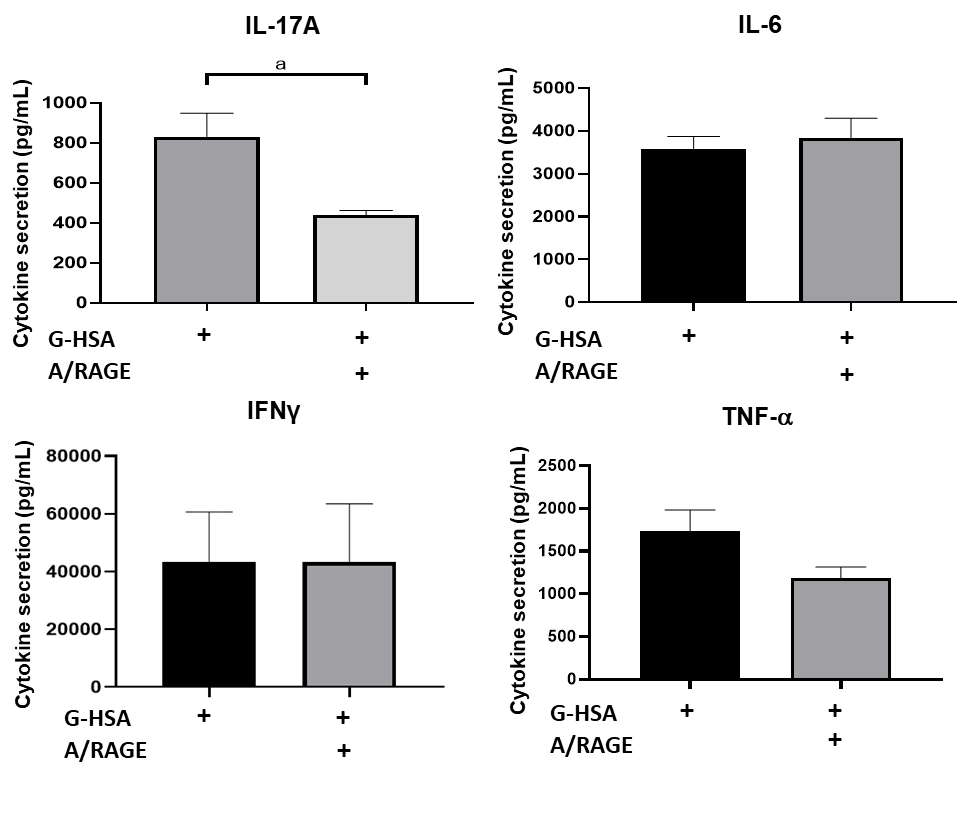 IL-17A
a
Cytokine secretion (pg/mL)
1000
800
600
400
200
0
G-HSA + +
A/RAGE +
IL-6
Cytokine secretion (pg/mL)
5000
4000
3000
2000
1000
0
G-HSA + +
A/RAGE +
IFNγ
Cytokine secretion (pg/mL)
80000
60000
40000
20000
0
G-HSA + +
A/RAGE +
TNF-α
Cytokine secretion (pg/mL)
2500
2000
1500
1000
500
0
G-HSA + +
A/RAGE +